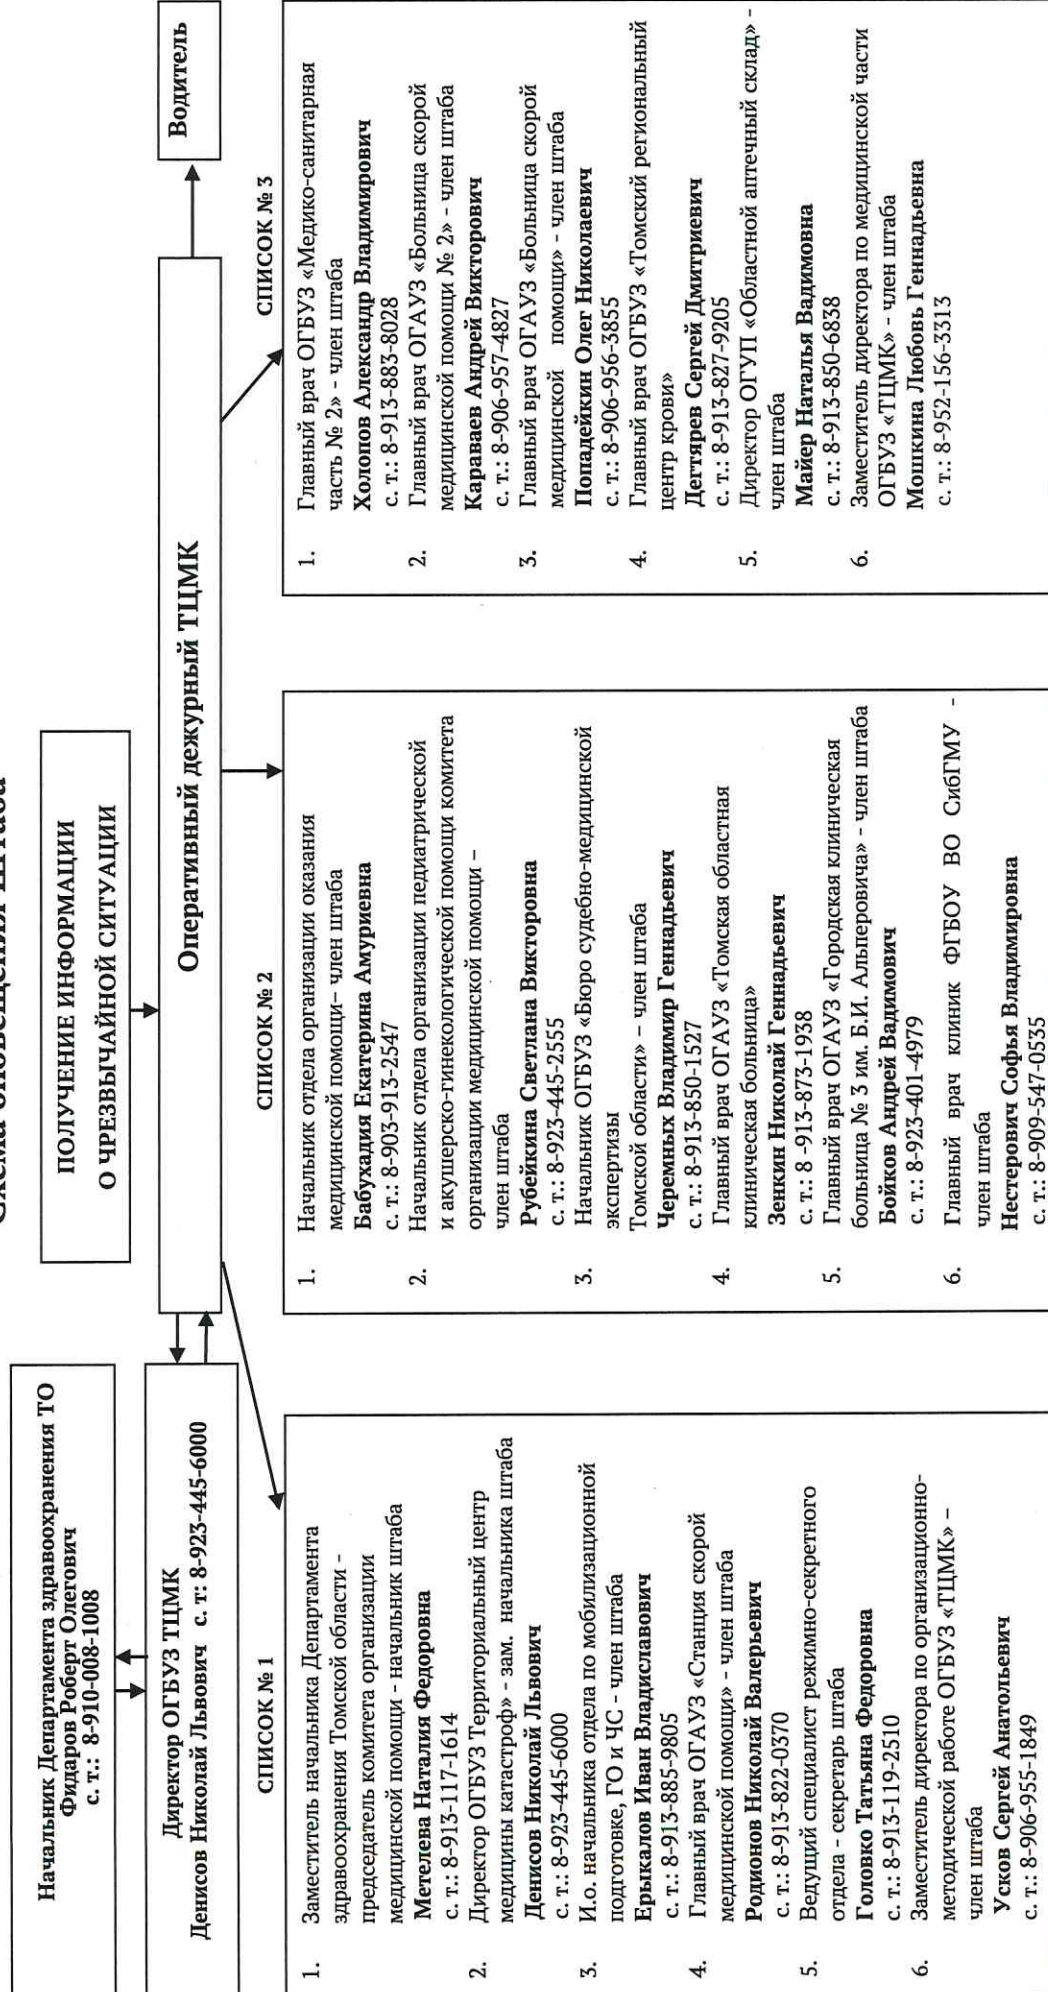 Схема оповещения Штаба
Начальник Департамента здравоохранения ТО
Фидаров Роберт Олегович
с. т.: 8-910-008-1008
ПОЛУЧЕНИЕ ИНФОРМАЦИИ
О ЧРЕЗВЫЧАЙНОЙ СИТУАЦИИ
Директор ОГБУЗ ТЦМК
Денисов Николай Львович с. т: 8-923-445-6000
Оперативный дежурный ТЦМК
Водитель
СПИСОК № 1
1. Заместитель начальника Департамента
здравоохранения Томской области –
председатель комитета организации
медицинской помощи - начальник штаба
Метелева Наталия Федоровна
с. т.: 8-913-117-1614
2. Директор ОГБУЗ Территориальный центр
медицины катастроф» - зам. начальника штаба
Денисов Николай Львович
с. т.: 8-923-445-6000
3. И.о. начальника отдела по мобилизационной
подготовке, ГО и ЧС - член штаба
Ерыкалов Иван Владиславович
с. т.: 8-913-885-9805
4. Главный врач ОГАУЗ «Станция скорой
медицинской помощи» - член штаба
Родионов Николай Валерьевич
с. т.: 8-913-822-0370
5. Ведущий специалист режимно-секретного
отдела – секретарь штаба
Головко Татьяна Федоровна
с. т.: 8-913-119-2510
6. Заместитель директора по организационно-
методической работе ОГБУЗ «ТЦМК» –
член штаба
Усков Сергей Анатольевич
с. т.: 8-906-955-1849
СПИСОК № 2
1. Начальник отдела организации оказания
медицинской помощи– член штаба
Бабухадия Екатерина Амуриевна
с. т.: 8-903-913-2547
2. Начальник отдела организации педиатрической
и акушерско-гинекологической помощи комитета
организации медицинской помощи –
член штаба
Рубейкина Светлана Викторовна
с. т.: 8-923-445-2555
3. Начальник ОГБУЗ «Бюро судебно-медицинской
экспертизы
Томской области» – член штаба
Черемных Владимир Геннадьевич
с. т.: 8-913-850-1527
4. Главный врач ОГАУЗ «Томская областная
клиническая больница»
Зенкин Николай Геннадьевич
с. т.: 8 -913-873-1938
5. Главный врач ОГАУЗ «Городская клиническая
больница № 3 им. Б.И. Альперовича» - член штаба
Бойков Андрей Вадимович
с. т.: 8-923-401-4979
6. Главный врач клиник ФГБОУ ВО СибГМУ -
член штаба
Нестерович Софья Владимировна
с. т.: 8-909-547-0535
СПИСОК № 3
1. Главный врач ОГБУЗ «Медико-санитарная
часть № 2» - член штаба
Холопов Александр Владимирович
с. т.: 8-913-883-8028
2. Главный врач ОГАУЗ «Больница скорой
медицинской помощи № 2» - член штаба
Караваев Андрей Викторович
с. т.: 8-906-957-4827
3. Главный врач ОГАУЗ «Больница скорой
медицинской помощи» - член штаба
Попадейкин Олег Николаевич
с. т.: 8-906-956-3855
4. Главный врач ОГБУЗ «Томский региональный
центр крови»
Дегтярев Сергей Дмитриевич
с. т.: 8-913-827-9205
5. Директор ОГУП «Областной аптечный склад» -
член штаба
Майер Наталья Вадимовна
с. т.: 8-913-850-6838
6. Заместитель директора по медицинской части
ОГБУЗ «ТЦМК» - член штаба
Мошкина Любовь Геннадьевна
с. т.: 8-952-156-3313